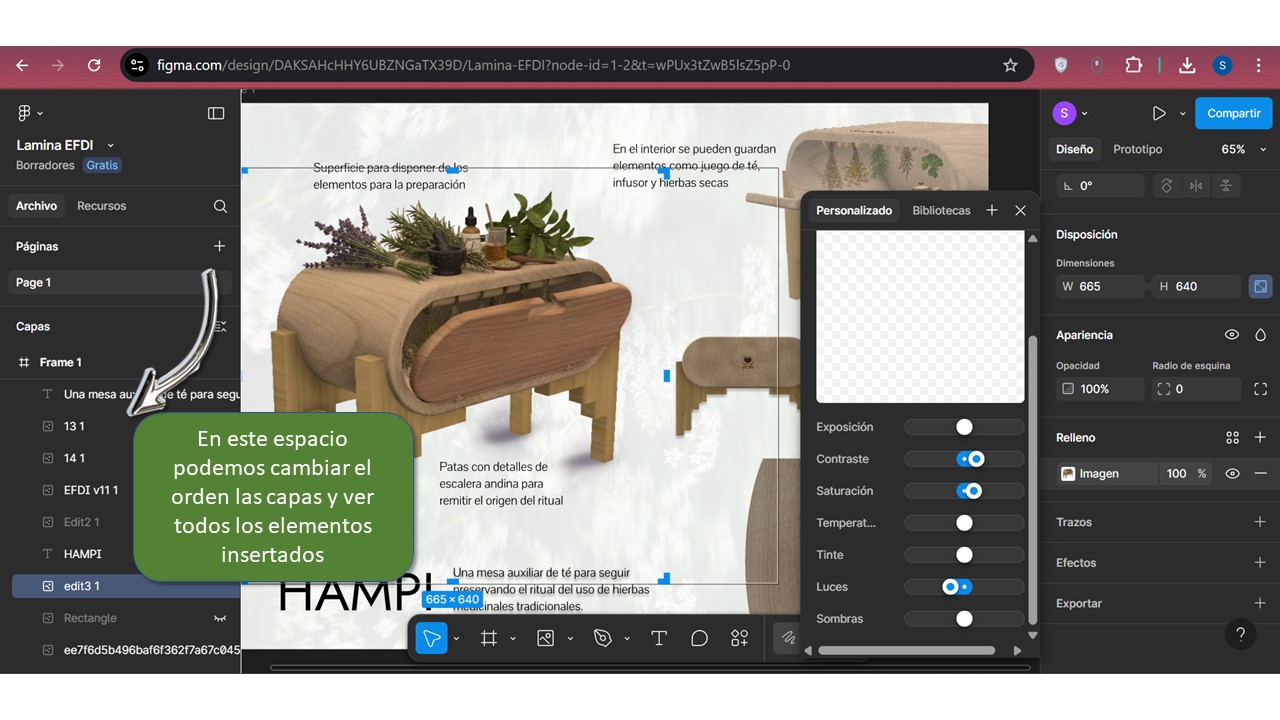 figma.com/design/DAKSAHcHHY6UBZNGaTX39D/Lamina-EFDI?node-id=1-2&t=wPUx3tZwB5lsZ5pP-0
S
Lamina EFDI
Borradores Gratis
Archivo Recursos
Páginas
Page 1
Capas
Frame 1
Una mesa au de té para segu
13 1
14 1
EFDI v11 1
Edit2 1
HAMPI
edit3 1
Rectangle
ee7f6d5b496baf6f362f7a67c045
En este espacio
podemos cambiar el
orden las capas y ver
todos los elementos
insertados
Superficie para disponer de los
elementos para la preparación
En el interior se pueden guardan
elementos como juego de té,
infusor y hierbas secas
Patas con detalles de
escalera andina para
remitir el origen del ritual
HAMPI
Una mesa auxiliar de té para seguir
preservando el ritual del uso de hierbas
medicinales tradicionales.
665 × 640
Personalizado Bibliotecas
Exposición
Contraste
Saturación
Temperat...
Tinte
Luces
Sombras
S
Compartir
Diseño Prototipo 65%
0°
Disposición
Dimensiones
W 665 H 640
Apariencia
Opacidad Radio de esquina
100% 0
Relleno
Imagen 100 %
Trazos
Efectos
Exportar
?